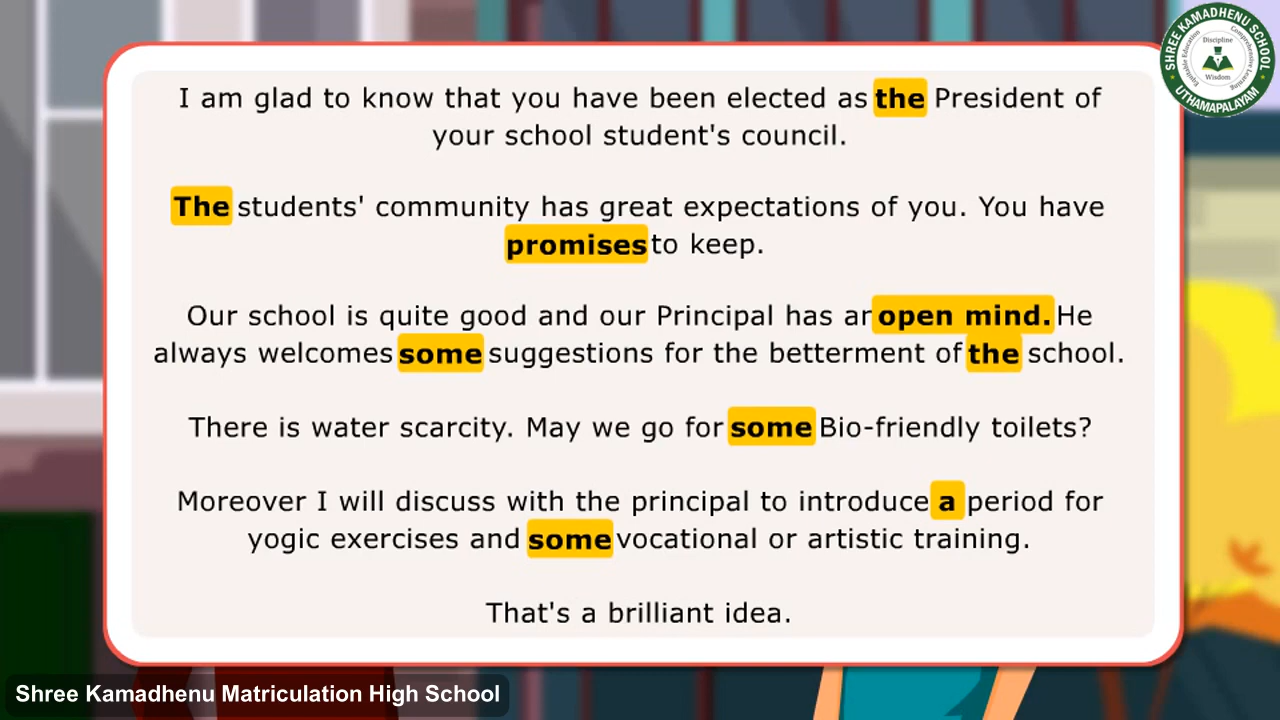 I am glad to know that you have been elected as the President of
your school student's council.
The students' community has great expectations of you. You have
promises to keep.
Our school is quite good and our Principal has an open mind. He
always welcomes some suggestions for the betterment of the school.
There is water scarcity. May we go for some Bio-friendly toilets?
Moreover I will discuss with the principal to introduce a period for
yogic exercises and some vocational or artistic training.
That's a brilliant idea.
SHREE KAMADHENU SCHOOL
UTHAMAPALAYAM
Equitable Education
Discipline
Comprehensive Learning
Wisdom
Shree Kamadhenu Matriculation High School